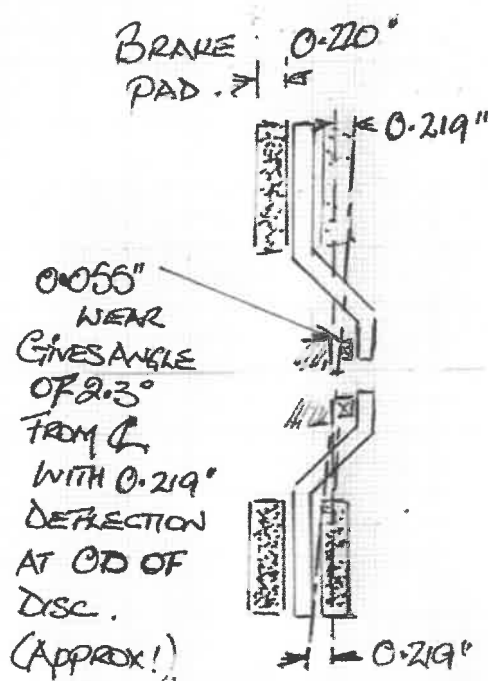 BRAKE
PAD.
0.220"
0.219"
0.055"
WEAR
GIVES ANGLE
OF 2.3°
FROM ℄
WITH 0.219"
DEFLECTION
AT OD OF
DISC.
(APPROX!)
0.219"